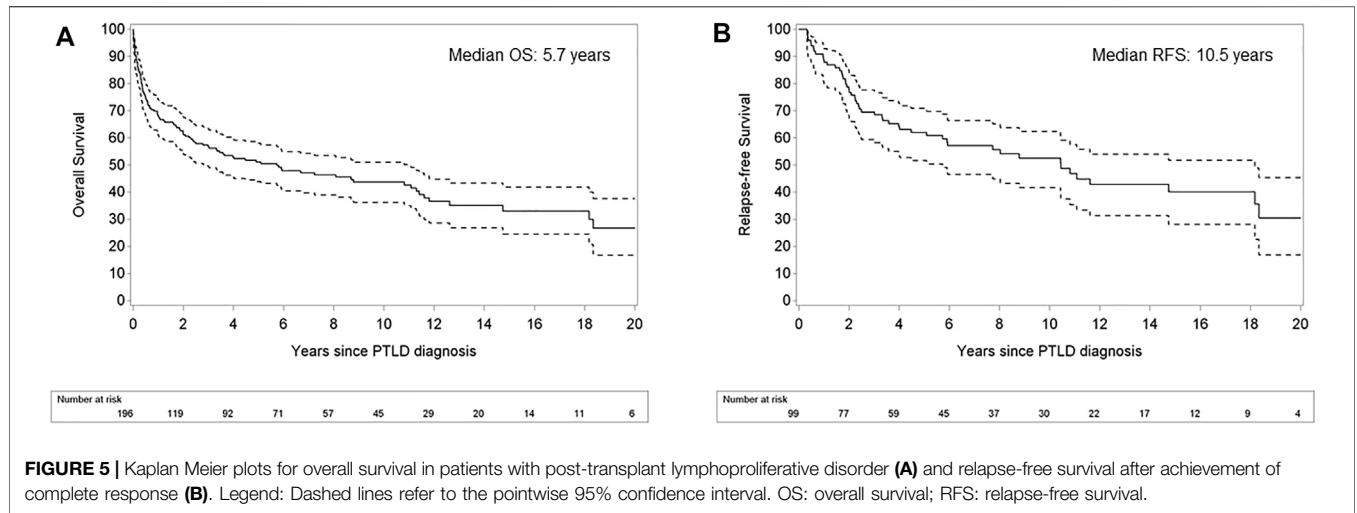 A
Median OS: 5.7 years
Overall Survival
100
90
80
70
60
50
40
30
20
10
0
0 2 4 6 8 10 12 14 16 18 20
Years since PTLD diagnosis
Number at risk
196 119 92 71 57 45 29 20 14 11 6
B
Median RFS: 10.5 years
Relapse-free Survival
100
90
80
70
60
50
40
30
20
10
0
0 2 4 6 8 10 12 14 16 18 20
Years since PTLD diagnosis
Number at risk
99 77 59 45 37 30 22 17 12 9 4
FIGURE 5 | Kaplan Meier plots for overall survival in patients with post-transplant lymphoproliferative disorder (A) and relapse-free survival after achievement of
complete response (B). Legend: Dashed lines refer to the pointwise 95% confidence interval. OS: overall survival; RFS: relapse-free survival.